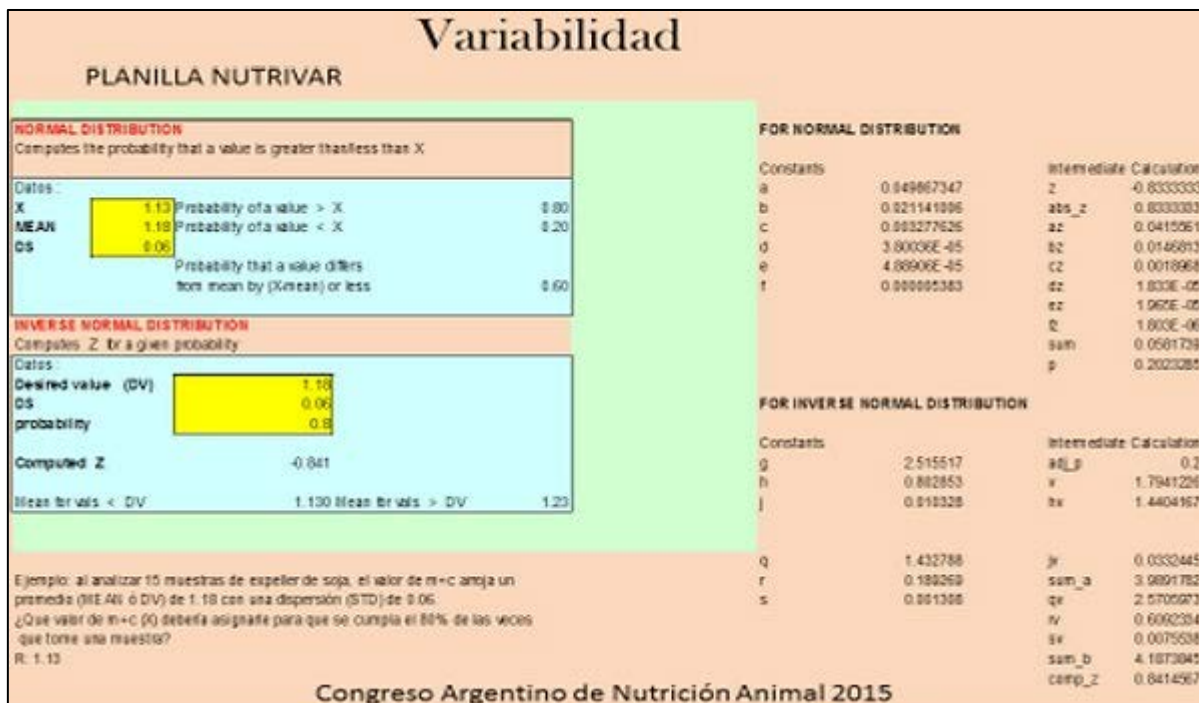 Variabilidad
PLANILLA NUTRIVAR
NORMAL DISTRIBUTION
Computes the probability that a value is greater than/less than X
Datos :
X 1.13 Probability of a value > X 0.80
MEAN 1.18 Probability of a value < X 0.20
DS 0.06
Probability that a value differs
from mean by (X-mean) or less 0.60
INVERSE NORMAL DISTRIBUTION
Computes Z for a given probability
Datos :
Desired value (DV) 1.18
DS 0.06
probability 0.8
Computed Z -0.841
Mean for vals < DV 1.130 Mean for vals > DV 1.23
Ejemplo: al analizar 15 muestras de expeller de soja, el valor de m+c arroja un
promedio (MEAN ó DV) de 1.18 con una dispersión (STD) de 0.06.
¿Que valor de m+c (X) debería asignarle para que se cumpla el 80% de las veces
que tome una muestra?
R: 1.13
FOR NORMAL DISTRIBUTION
Constants Intermediate Calculation
a 0.049867347 z -0.8333333
b 0.021141006 abs_z 0.8333333
c 0.003277626 az 0.0415561
d 3.80036E-05 bz 0.0146813
e 4.88906E-05 cz 0.0018968
f 0.000005383 dz 1.833E-05
ez 1.965E-05
fz 1.803E-06
sum 0.0581739
p 0.2023285
FOR INVERSE NORMAL DISTRIBUTION
Constants Intermediate Calculation
g 2.515517 adj_p 0.2
h 0.802853 v 1.7941226
j 0.010328 hv 1.4404167
q 1.432788 jv 0.0332445
r 0.189269 sum_a 3.9891782
s 0.001308 qv 2.5705973
rv 0.6092334
sv 0.0075538
sum_b 4.1873845
comp_z 0.8414567
Congreso Argentino de Nutrición Animal 2015